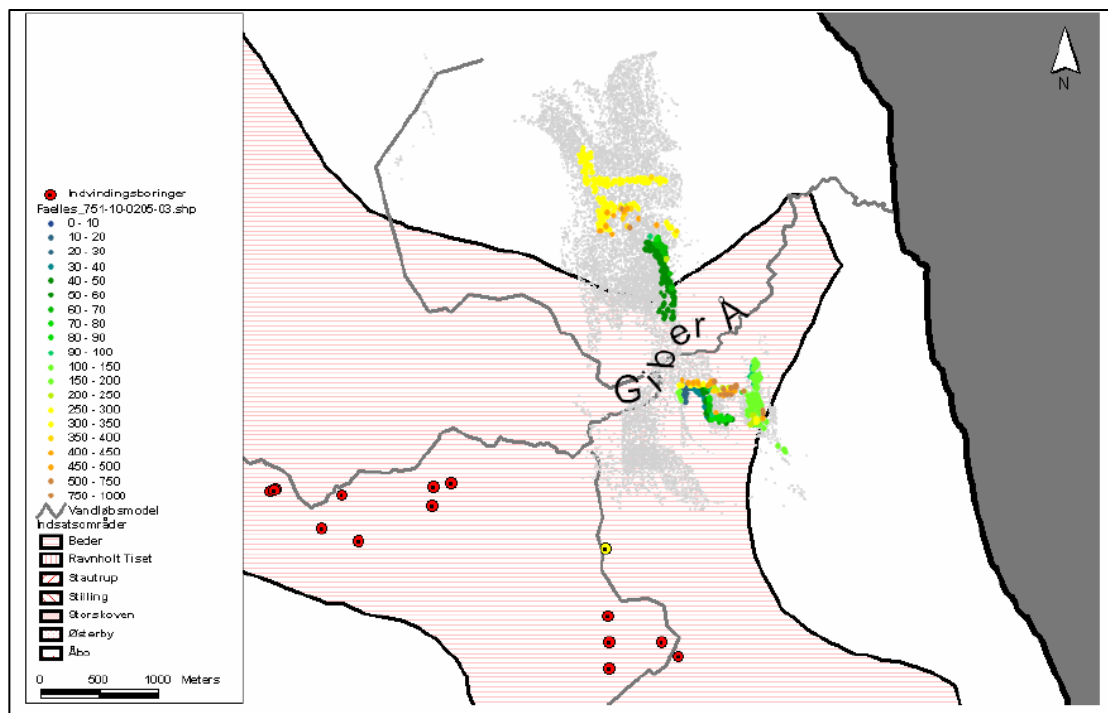 N
Indvindingsboringer
Faelles_751-10-0205-03.shp
0 - 10
10 - 20
20 - 30
30 - 40
40 - 50
50 - 60
60 - 70
70 - 80
80 - 90
90 - 100
100 - 150
150 - 200
200 - 250
250 - 300
300 - 350
350 - 400
400 - 450
450 - 500
500 - 750
750 - 1000
Vandløbsmodel
Indsatsområder
Beder
Ravnholt Tiset
Stautrup
Stilling
Storskoven
Østerby
Åbo
0 500 1000 Meters
Giber Å